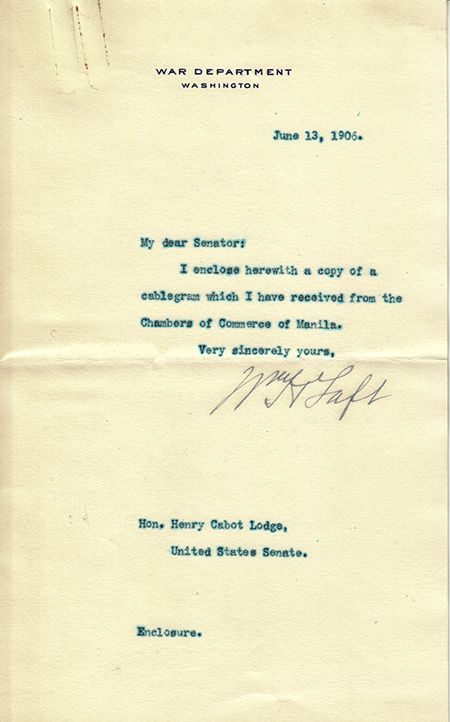 WAR DEPARTMENT
WASHINGTON
June 13, 1906.
My dear Senator:
I enclose herewith a copy of a
cablegram which I have received from the
Chambers of Commerce of Manila.
Very sincerely yours,
Wm H Taft
Hon. Henry Cabot Lodge,
United States Senate.
Enclosure.